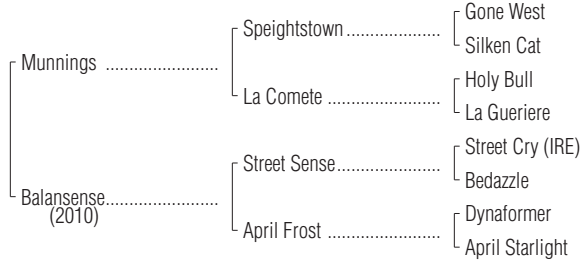 Gone West
Speightstown ......................
Silken Cat
Munnings ..........................
Holy Bull
La Comete ..........................
La Gueriere
Street Cry (IRE)
Street Sense ........................
Bedazzle
Balansense ..........................
(2010)
Dynaformer
April Frost ..........................
April Starlight